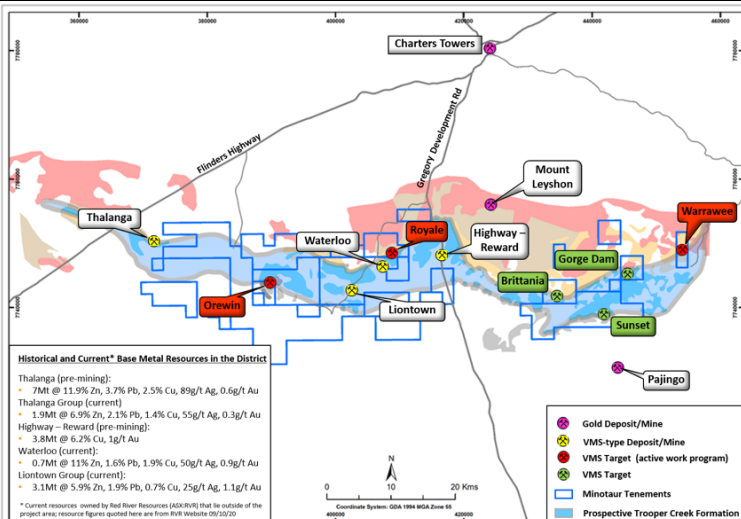 360000
380000
400000
420000
440000
460000
7780000
7780000
Charters Towers
Flinders Highway
Gregory Development Rd
Mount
Leyshon
7760000
7760000
Thalanga
Waterloo
Royale
Highway –
Reward
Warrawee
Gorge Dam
Brittania
Orewin
Liontown
Sunset
7740000
7740000
Pajingo
Historical and Current* Base Metal Resources in the District
Thalanga (pre-mining):
• 7Mt @ 11.9% Zn, 3.7% Pb, 2.5% Cu, 89g/t Ag, 0.6g/t Au
Thalanga Group (current)
• 1.9Mt @ 6.9% Zn, 2.1% Pb, 1.4% Cu, 55g/t Ag, 0.3g/t Au
Highway – Reward (pre-mining):
• 3.8Mt @ 6.2% Cu, 1g/t Au
Waterloo (current):
• 0.7Mt @ 11% Zn, 1.6% Pb, 1.9% Cu, 50g/t Ag, 0.9g/t Au
Liontown Group (current):
• 3.1Mt @ 5.9% Zn, 1.9% Pb, 0.7% Cu, 25g/t Ag, 1.1g/t Au
* Current resources owned by Red River Resources (ASX:RVR) that lie outside of the
project area; resource figures quoted here are from RVR Website 09/10/20
N
0 10 20 Kms
Coordinate System: GDA 1994 MGA Zone 55
400000
420000
Gold Deposit/Mine
VMS-type Deposit/Mine
VMS Target (active work program)
VMS Target
Minotaur Tenements
Prospective Trooper Creek Formation